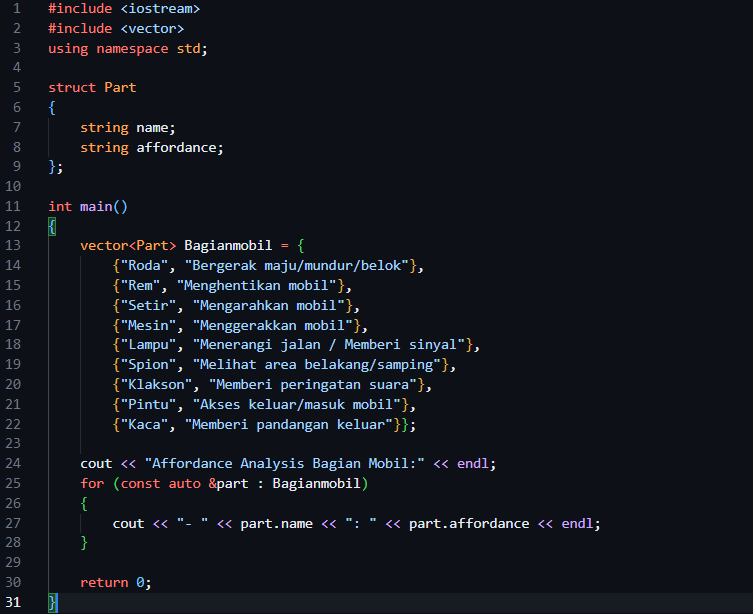 1 #include <iostream>
2 #include <vector>
3 using namespace std;
4
5 struct Part
6 {
7     string name;
8     string affordance;
9 };
10
11 int main()
12 {
13     vector<Part> Bagianmobil = {
14         {"Roda", "Bergerak maju/mundur/belok"},
15         {"Rem", "Menghentikan mobil"},
16         {"Setir", "Mengarahkan mobil"},
17         {"Mesin", "Menggerakkan mobil"},
18         {"Lampu", "Menerangi jalan / Memberi sinyal"},
19         {"Spion", "Melihat area belakang/samping"},
20         {"Klakson", "Memberi peringatan suara"},
21         {"Pintu", "Akses keluar/masuk mobil"},
22         {"Kaca", "Memberi pandangan keluar"}};
23
24     cout << "Affordance Analysis Bagian Mobil:" << endl;
25     for (const auto &part : Bagianmobil)
26     {
27         cout << "- " << part.name << ": " << part.affordance << endl;
28     }
29
30     return 0;
31 }